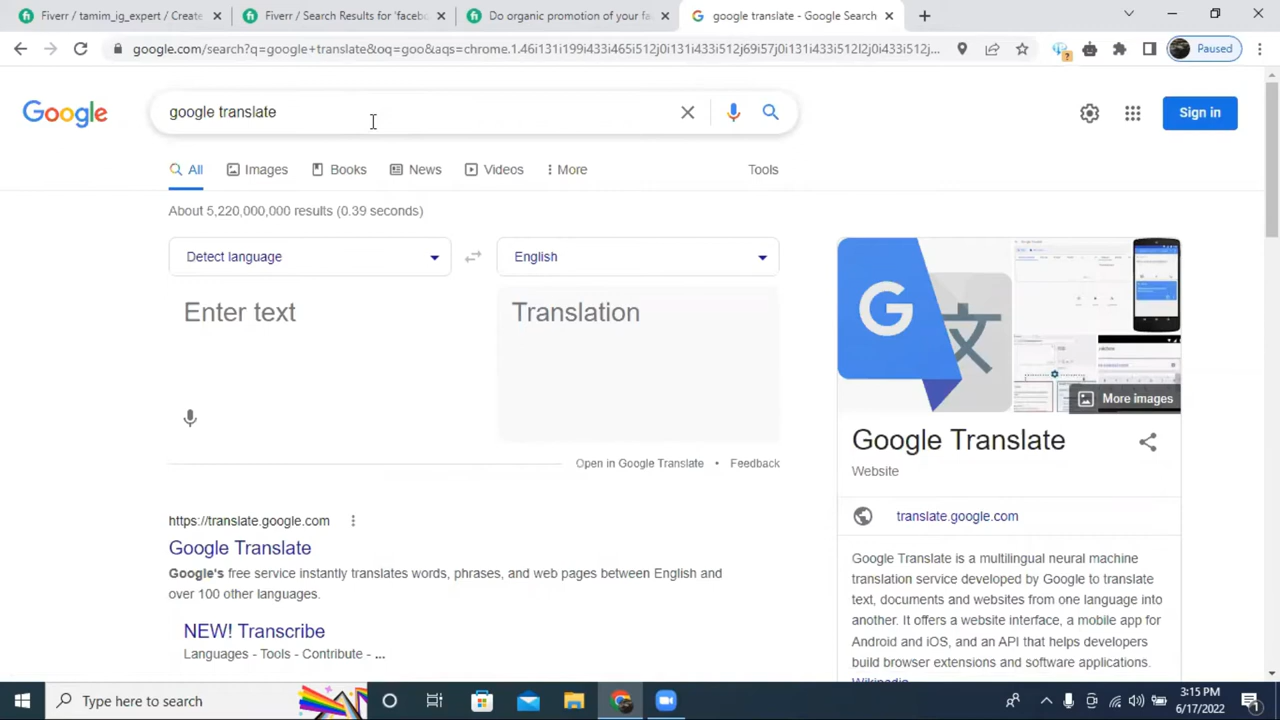 Fiverr / tamim_ig_expert / Create
Fiverr / Search Results for 'facebo
Do organic promotion of your fa
google translate - Google Search
google.com/search?q=google+translate&oq=goo&aqs=chrome.1.46i131i199i433i465i512j0i131i433i512j69i57j0i131i433i512l2j0i433i512j0i131i433i512j...
Paused
Google
google translate
Sign in
All
Images
Books
News
Videos
More
Tools
About 5,220,000,000 results (0.39 seconds)
Detect language
English
Enter text
Translation
Open in Google Translate • Feedback
More images
Google Translate
Website
translate.google.com
Google Translate is a multilingual neural machine
translation service developed by Google to translate
text, documents and websites from one language into
another. It offers a website interface, a mobile app for
Android and iOS, and an API that helps developers
build browser extensions and software applications.
Wikipedia
https://translate.google.com
Google Translate
Google's free service instantly translates words, phrases, and web pages between English and
over 100 other languages.
NEW! Transcribe
Languages - Tools - Contribute - ...
Type here to search
3:15 PM
6/17/2022
1